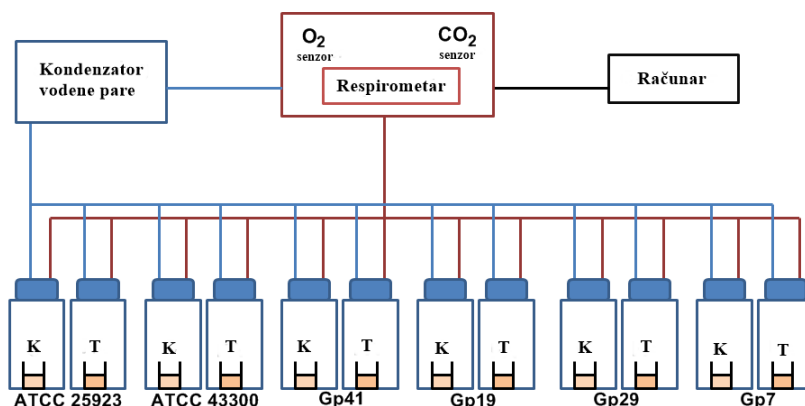 O₂
senzor
CO₂
senzor
Kondenzator
vodene pare
Respirometar
Računar
K
T
K
T
K
T
K
T
K
T
K
T
ATCC 25923
ATCC 43300
Gp41
Gp19
Gp29
Gp7